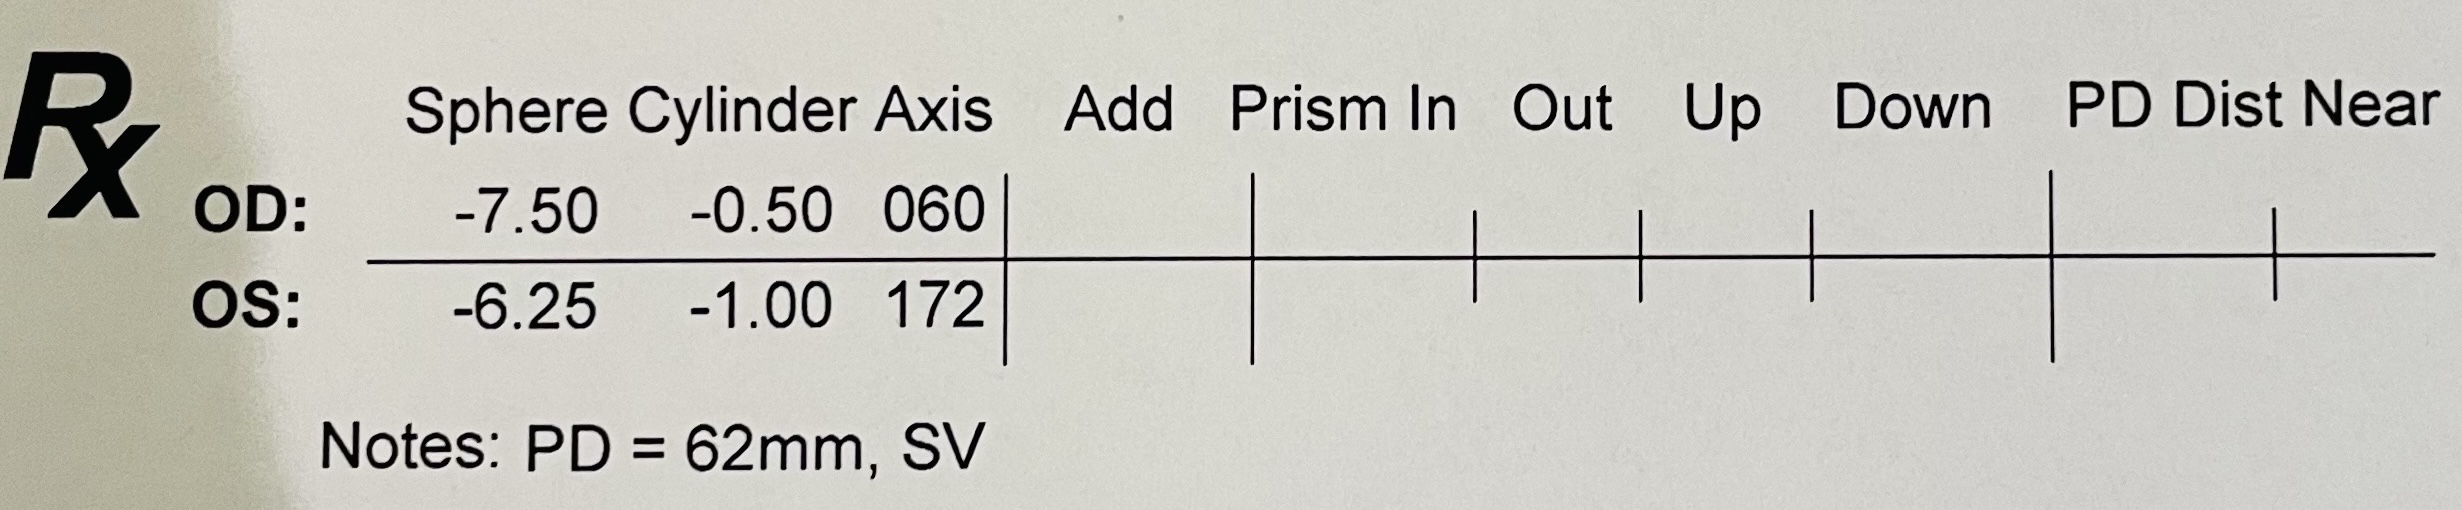 Rx Sphere Cylinder Axis Add Prism In Out Up Down PD Dist Near
OD: -7.50 -0.50 060
OS: -6.25 -1.00 172
Notes: PD = 62mm, SV